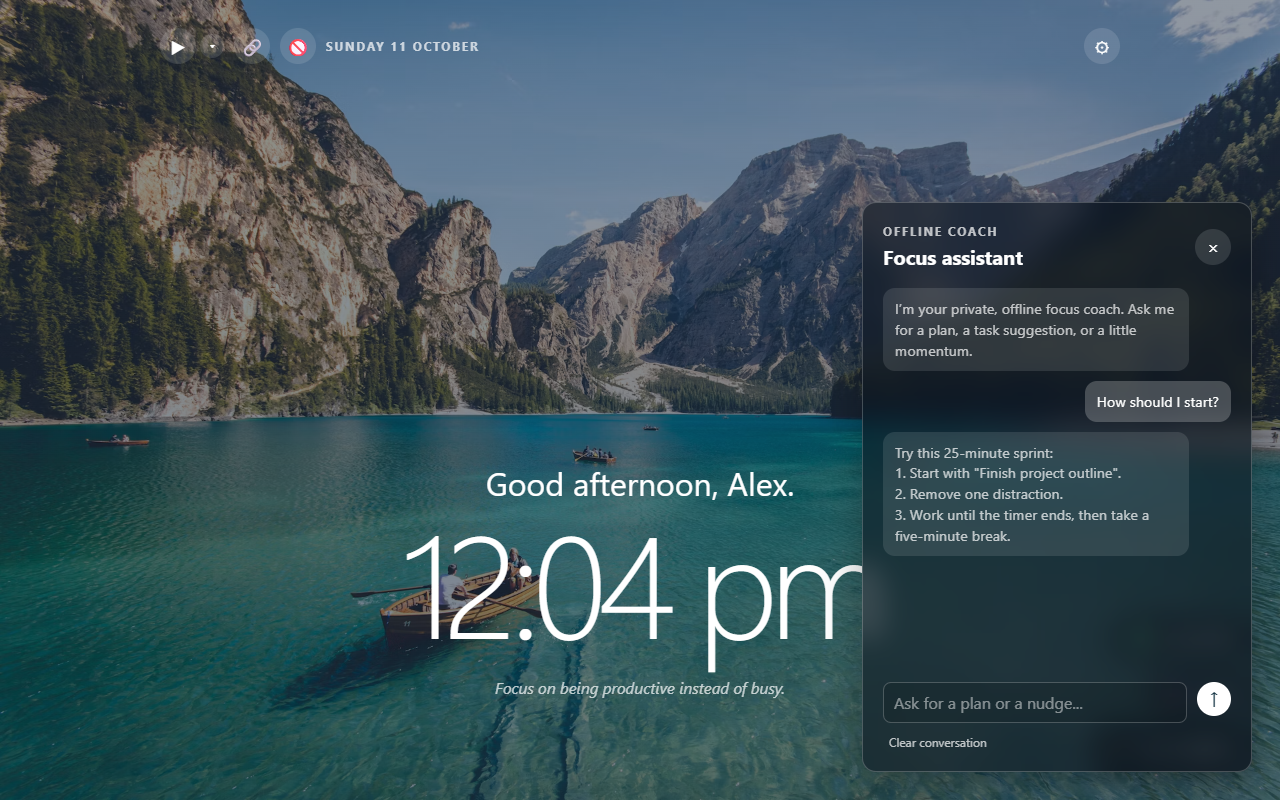 SUNDAY 11 OCTOBER
Good afternoon, Alex.
12:04 pm
Focus on being productive instead of busy.
OFFLINE COACH
Focus assistant
×
I'm your private, offline focus coach. Ask me
for a plan, a task suggestion, or a little
momentum.
How should I start?
Try this 25-minute sprint:
1. Start with "Finish project outline".
2. Remove one distraction.
3. Work until the timer ends, then take a
five-minute break.
Ask for a plan or a nudge...
↑
Clear conversation